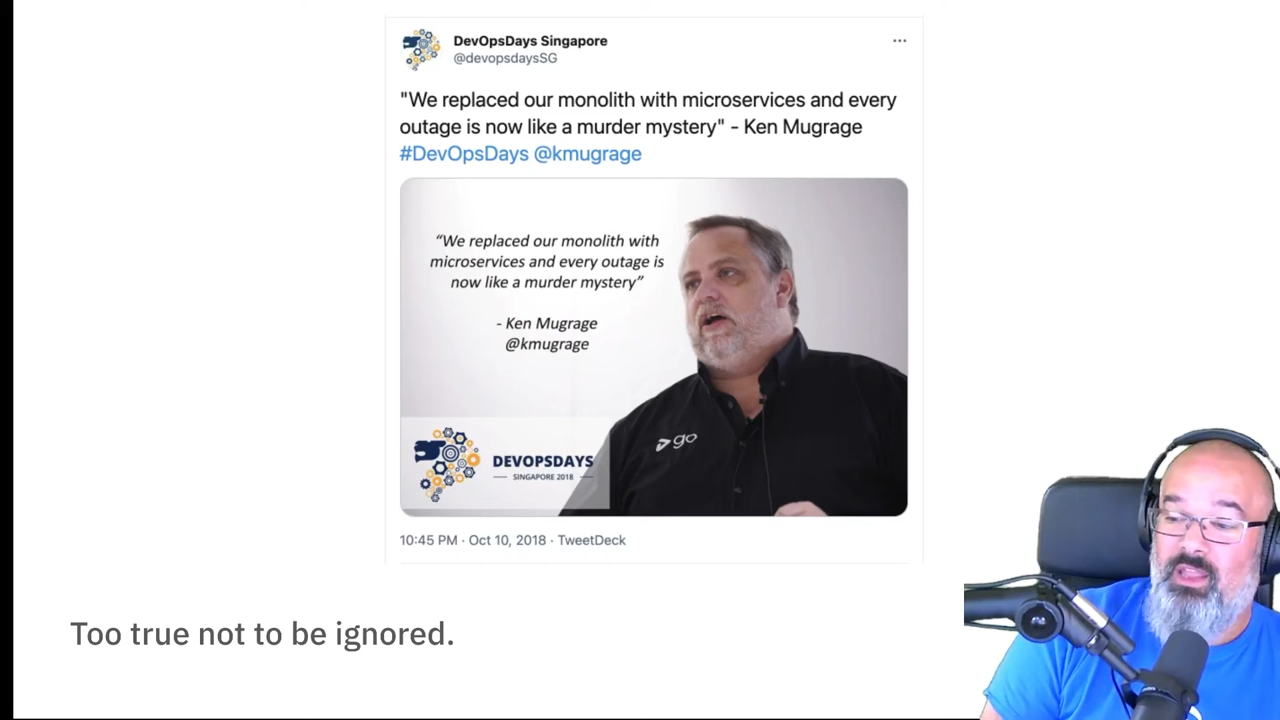 DevOpsDays Singapore
@devopsdaysSG
"We replaced our monolith with microservices and every
outage is now like a murder mystery" - Ken Mugrage
#DevOpsDays @kmugrage
“We replaced our monolith with
microservices and every outage is
now like a murder mystery”
- Ken Mugrage
@kmugrage
go
DEVOPSDAYS
SINGAPORE 2018
10:45 PM · Oct 10, 2018 · TweetDeck
Too true not to be ignored.